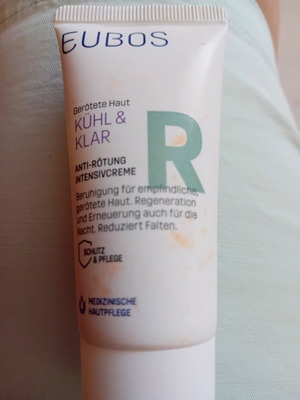 EUBOS
Gerötete Haut
KÜHL &
KLAR
R
ANTI-RÖTUNG
INTENSIVCREME
Beruhigung für empfindliche,
gerötete Haut. Regeneration
und Erneuerung auch für die
Nacht. Reduziert Falten.
SCHUTZ
& PFLEGE
MEDIZINISCHE
HAUTPFLEGE